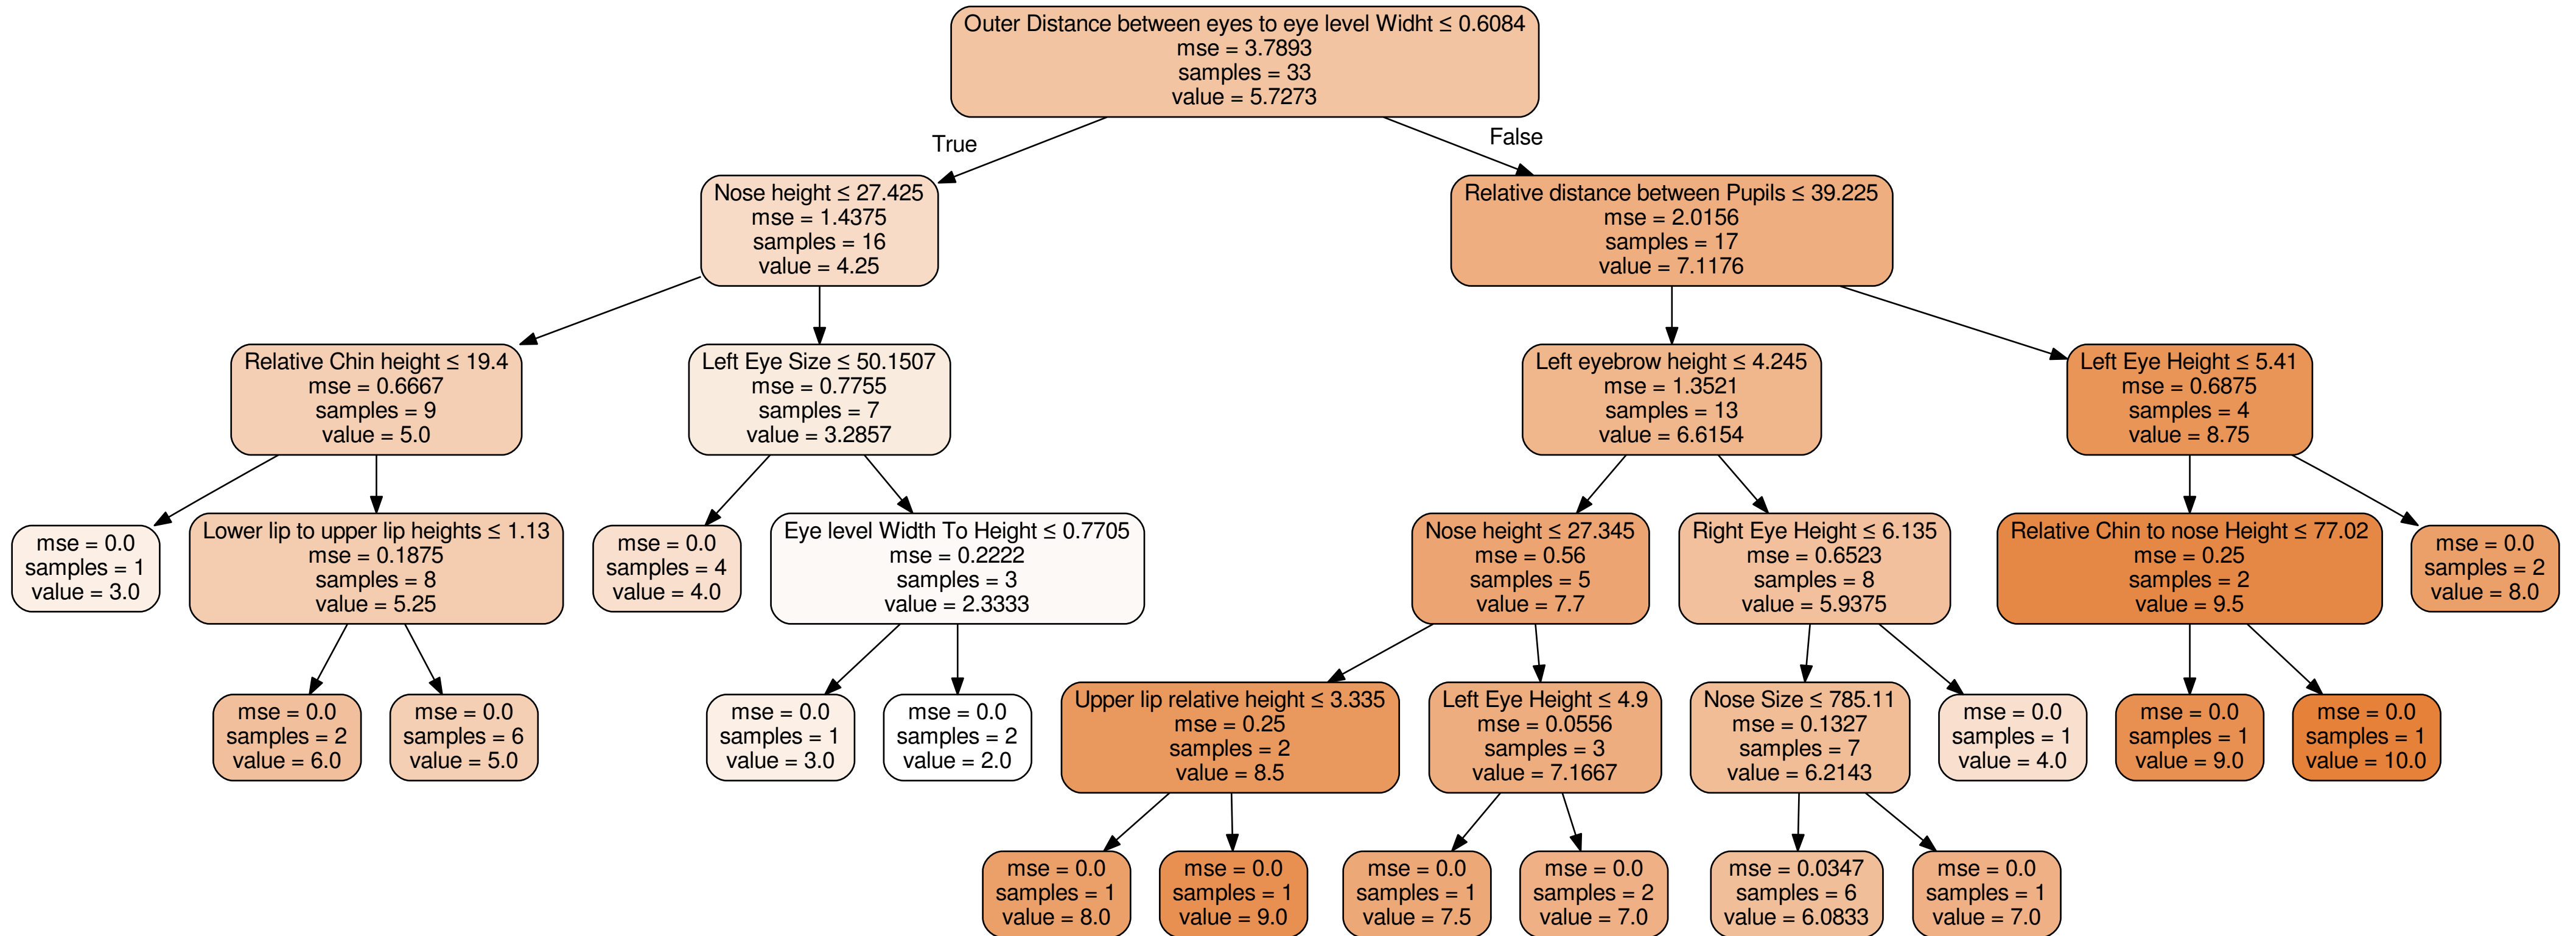 Outer Distance between eyes to eye level Widht ≤ 0.6084
mse = 3.7893
samples = 33
value = 5.7273
True
False
Nose height ≤ 27.425
mse = 1.4375
samples = 16
value = 4.25
Relative distance between Pupils ≤ 39.225
mse = 2.0156
samples = 17
value = 7.1176
Relative Chin height ≤ 19.4
mse = 0.6667
samples = 9
value = 5.0
Left Eye Size ≤ 50.1507
mse = 0.7755
samples = 7
value = 3.2857
Left eyebrow height ≤ 4.245
mse = 1.3521
samples = 13
value = 6.6154
Left Eye Height ≤ 5.41
mse = 0.6875
samples = 4
value = 8.75
mse = 0.0
samples = 1
value = 3.0
Lower lip to upper lip heights ≤ 1.13
mse = 0.1875
samples = 8
value = 5.25
mse = 0.0
samples = 4
value = 4.0
Eye level Width To Height ≤ 0.7705
mse = 0.2222
samples = 3
value = 2.3333
Nose height ≤ 27.345
mse = 0.56
samples = 5
value = 7.7
Right Eye Height ≤ 6.135
mse = 0.6523
samples = 8
value = 5.9375
Relative Chin to nose Height ≤ 77.02
mse = 0.25
samples = 2
value = 9.5
mse = 0.0
samples = 2
value = 8.0
mse = 0.0
samples = 2
value = 6.0
mse = 0.0
samples = 6
value = 5.0
mse = 0.0
samples = 1
value = 3.0
mse = 0.0
samples = 2
value = 2.0
Upper lip relative height ≤ 3.335
mse = 0.25
samples = 2
value = 8.5
Left Eye Height ≤ 4.9
mse = 0.0556
samples = 3
value = 7.1667
Nose Size ≤ 785.11
mse = 0.1327
samples = 7
value = 6.2143
mse = 0.0
samples = 1
value = 4.0
mse = 0.0
samples = 1
value = 9.0
mse = 0.0
samples = 1
value = 10.0
mse = 0.0
samples = 1
value = 8.0
mse = 0.0
samples = 1
value = 9.0
mse = 0.0
samples = 1
value = 7.5
mse = 0.0
samples = 2
value = 7.0
mse = 0.0347
samples = 6
value = 6.0833
mse = 0.0
samples = 1
value = 7.0